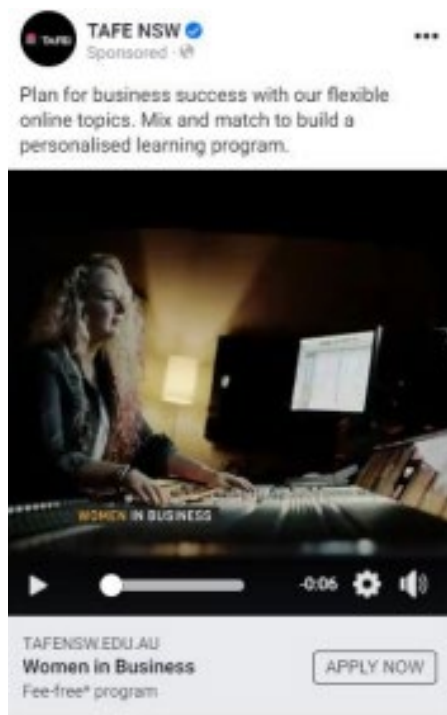 TAFE
TAFE NSW
Sponsored ·
Plan for business success with our flexible
online topics. Mix and match to build a
personalised learning program.
WOMEN IN BUSINESS
-0:06
TAFENSW.EDU.AU
Women in Business
APPLY NOW
Fee-free* program